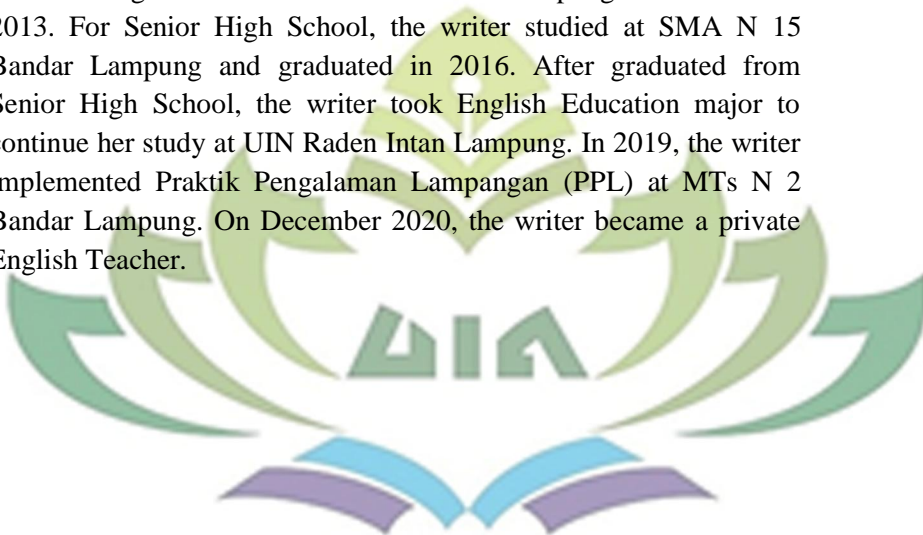 2013. For Senior High School, the writer studied at SMA N 15
Bandar Lampung and graduated in 2016. After graduated from
Senior High School, the writer took English Education major to
continue her study at UIN Raden Intan Lampung. In 2019, the writer
implemented Praktik Pengalaman Lampangan (PPL) at MTs N 2
Bandar Lampung. On December 2020, the writer became a private
English Teacher.
UIN